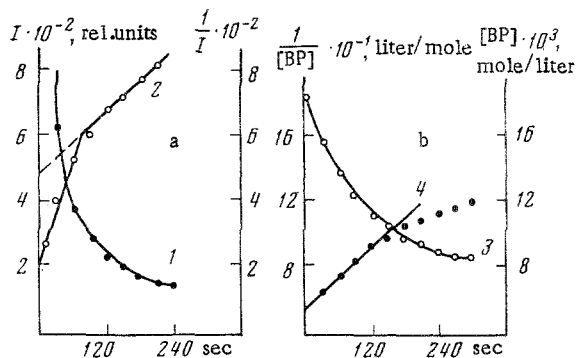 I · 10⁻², rel.units
1/I · 10⁻²
1/[BP] · 10⁻¹, liter/mole
[BP] · 10³, mole/liter
8
6
4
2
8
6
4
2
2
a
1
120
240 sec
16
12
8
16
12
8
b
4
3
120
240 sec